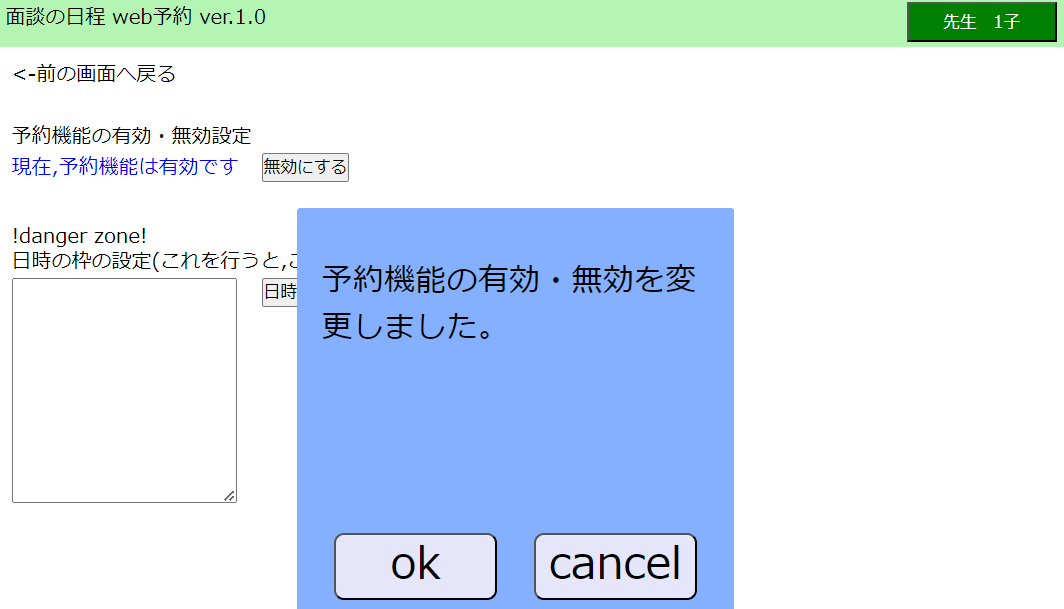 面談の日程 web予約 ver.1.0
先生　1子
<-前の画面へ戻る
予約機能の有効・無効設定
現在,予約機能は有効です
無効にする
!danger zone!
日時の枠の設定(これを行うと,こ
日時
予約機能の有効・無効を変
更しました。
ok
cancel